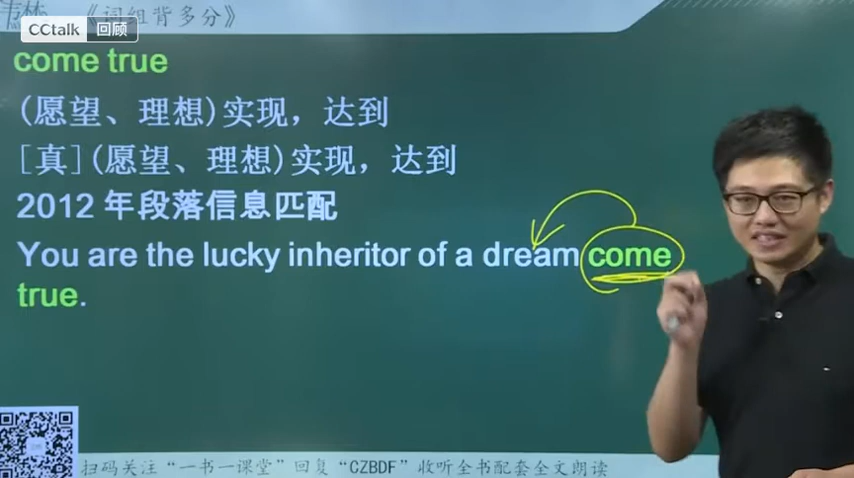 韦林 《词组背多分》
CCtalk 回顾
come true
(愿望、理想)实现，达到
[真](愿望、理想)实现，达到
2012 年段落信息匹配
You are the lucky inheritor of a dream come
true.
扫码关注“一书一课堂”回复“CZBDF”收听全书配套全文朗读